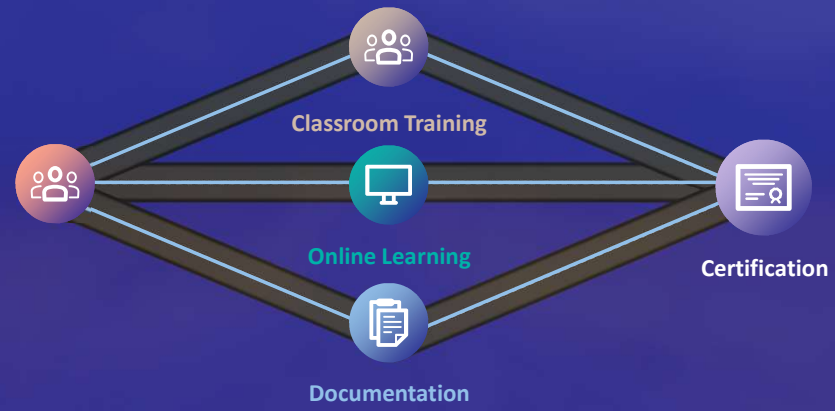 Classroom Training
Online Learning
Certification
Documentation